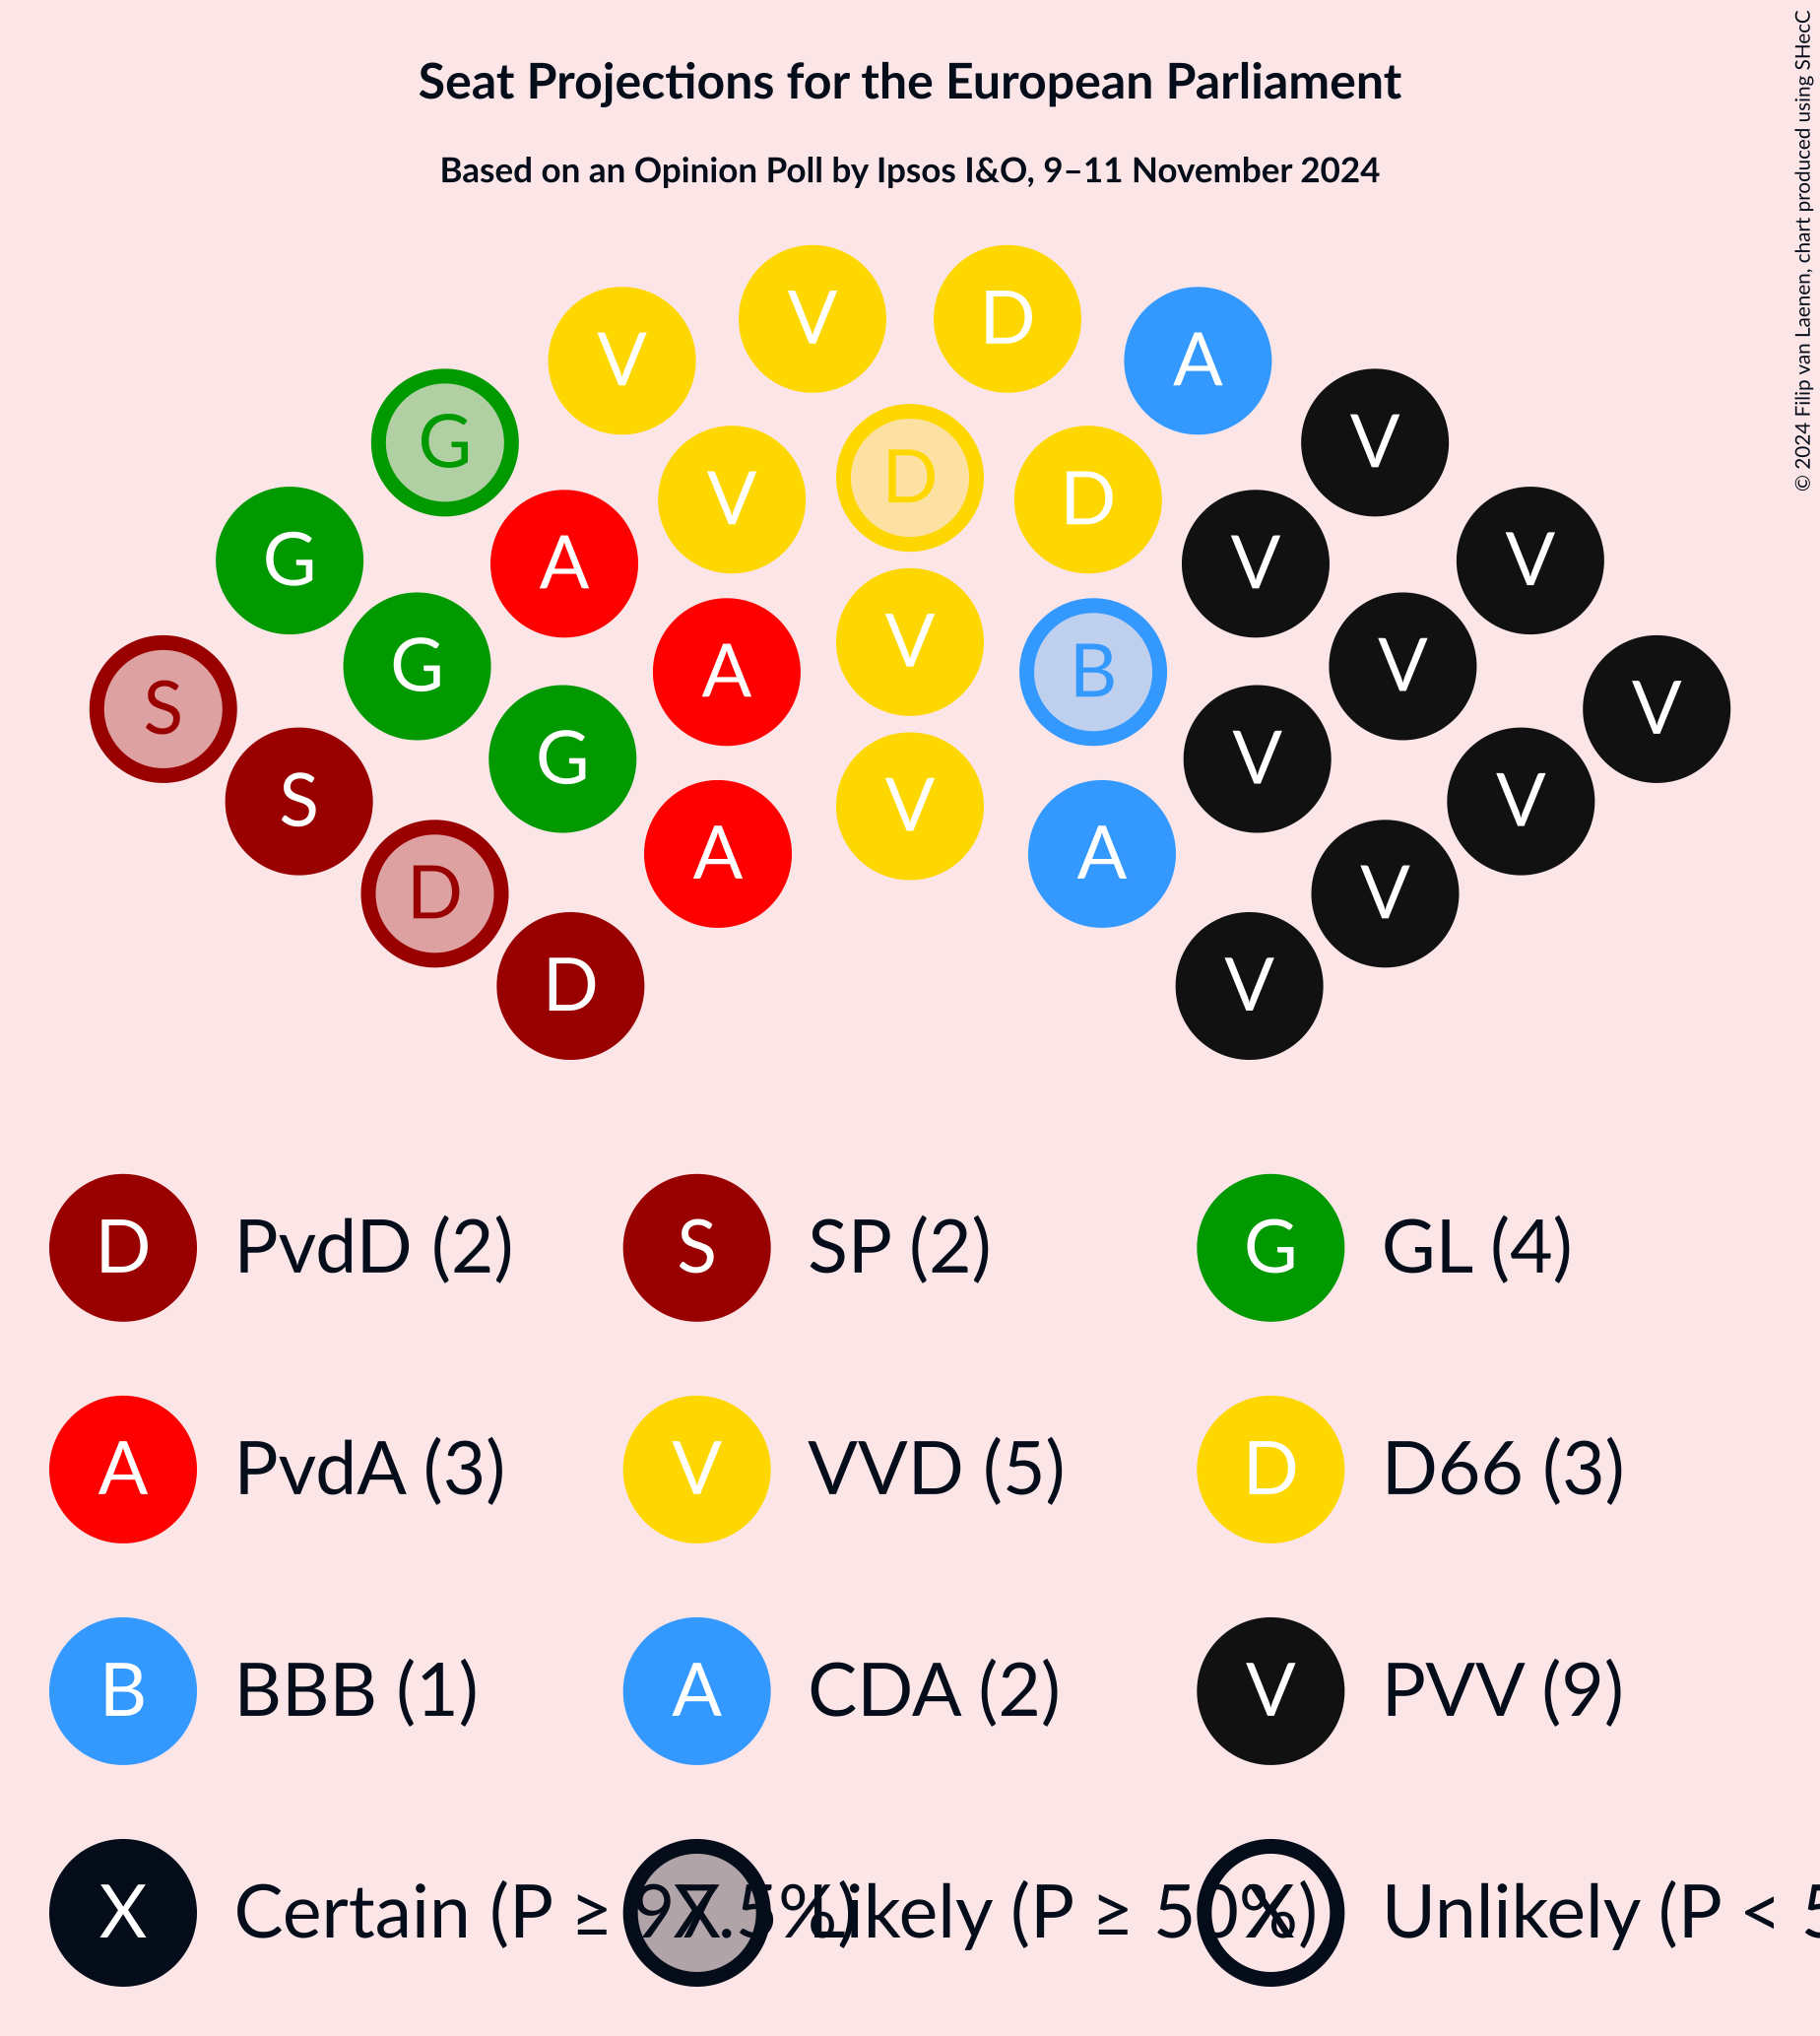 Seat Projections for the European Parliament
Based on an Opinion Poll by Ipsos I&O, 9–11 November 2024
© 2024 Filip van Laenen, chart produced using SHecC
V V D A
G V
V D D
G A V V
V
G A B V
S V
G V
S V
V
A A
D V
D V
D PvdD (2) S SP (2) G GL (4)
A PvdA (3) V VVD (5) D D66 (3)
B BBB (1) A CDA (2) V PVV (9)
X Certain (P ≥ 97.5%) X Likely (P ≥ 50%) X Unlikely (P < 5